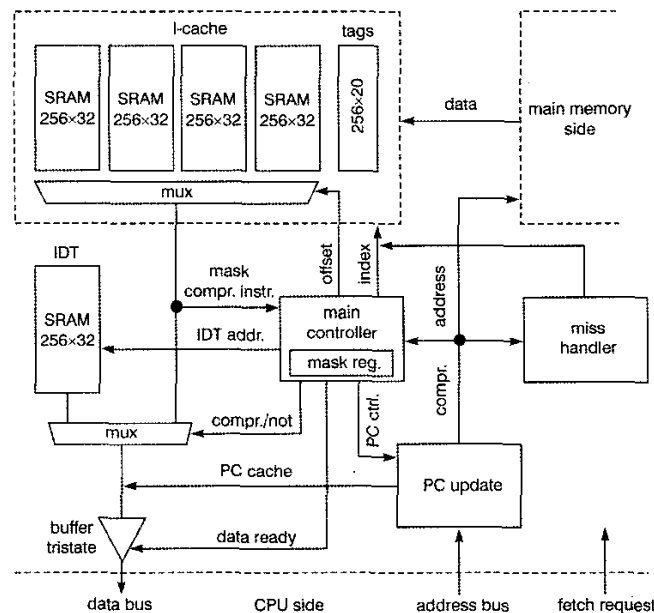 I-cache
tags
SRAM
256×32
SRAM
256×32
SRAM
256×32
SRAM
256×32
256×20
data
main memory
side
mux
IDT
SRAM
256×32
mask
compr. instr.
offset
index
main
controller
mask reg.
address
compr.
miss
handler
IDT addr.
mux
compr./not
PC ctrl.
PC cache
PC update
buffer
tristate
data ready
data bus
CPU side
address bus
fetch request